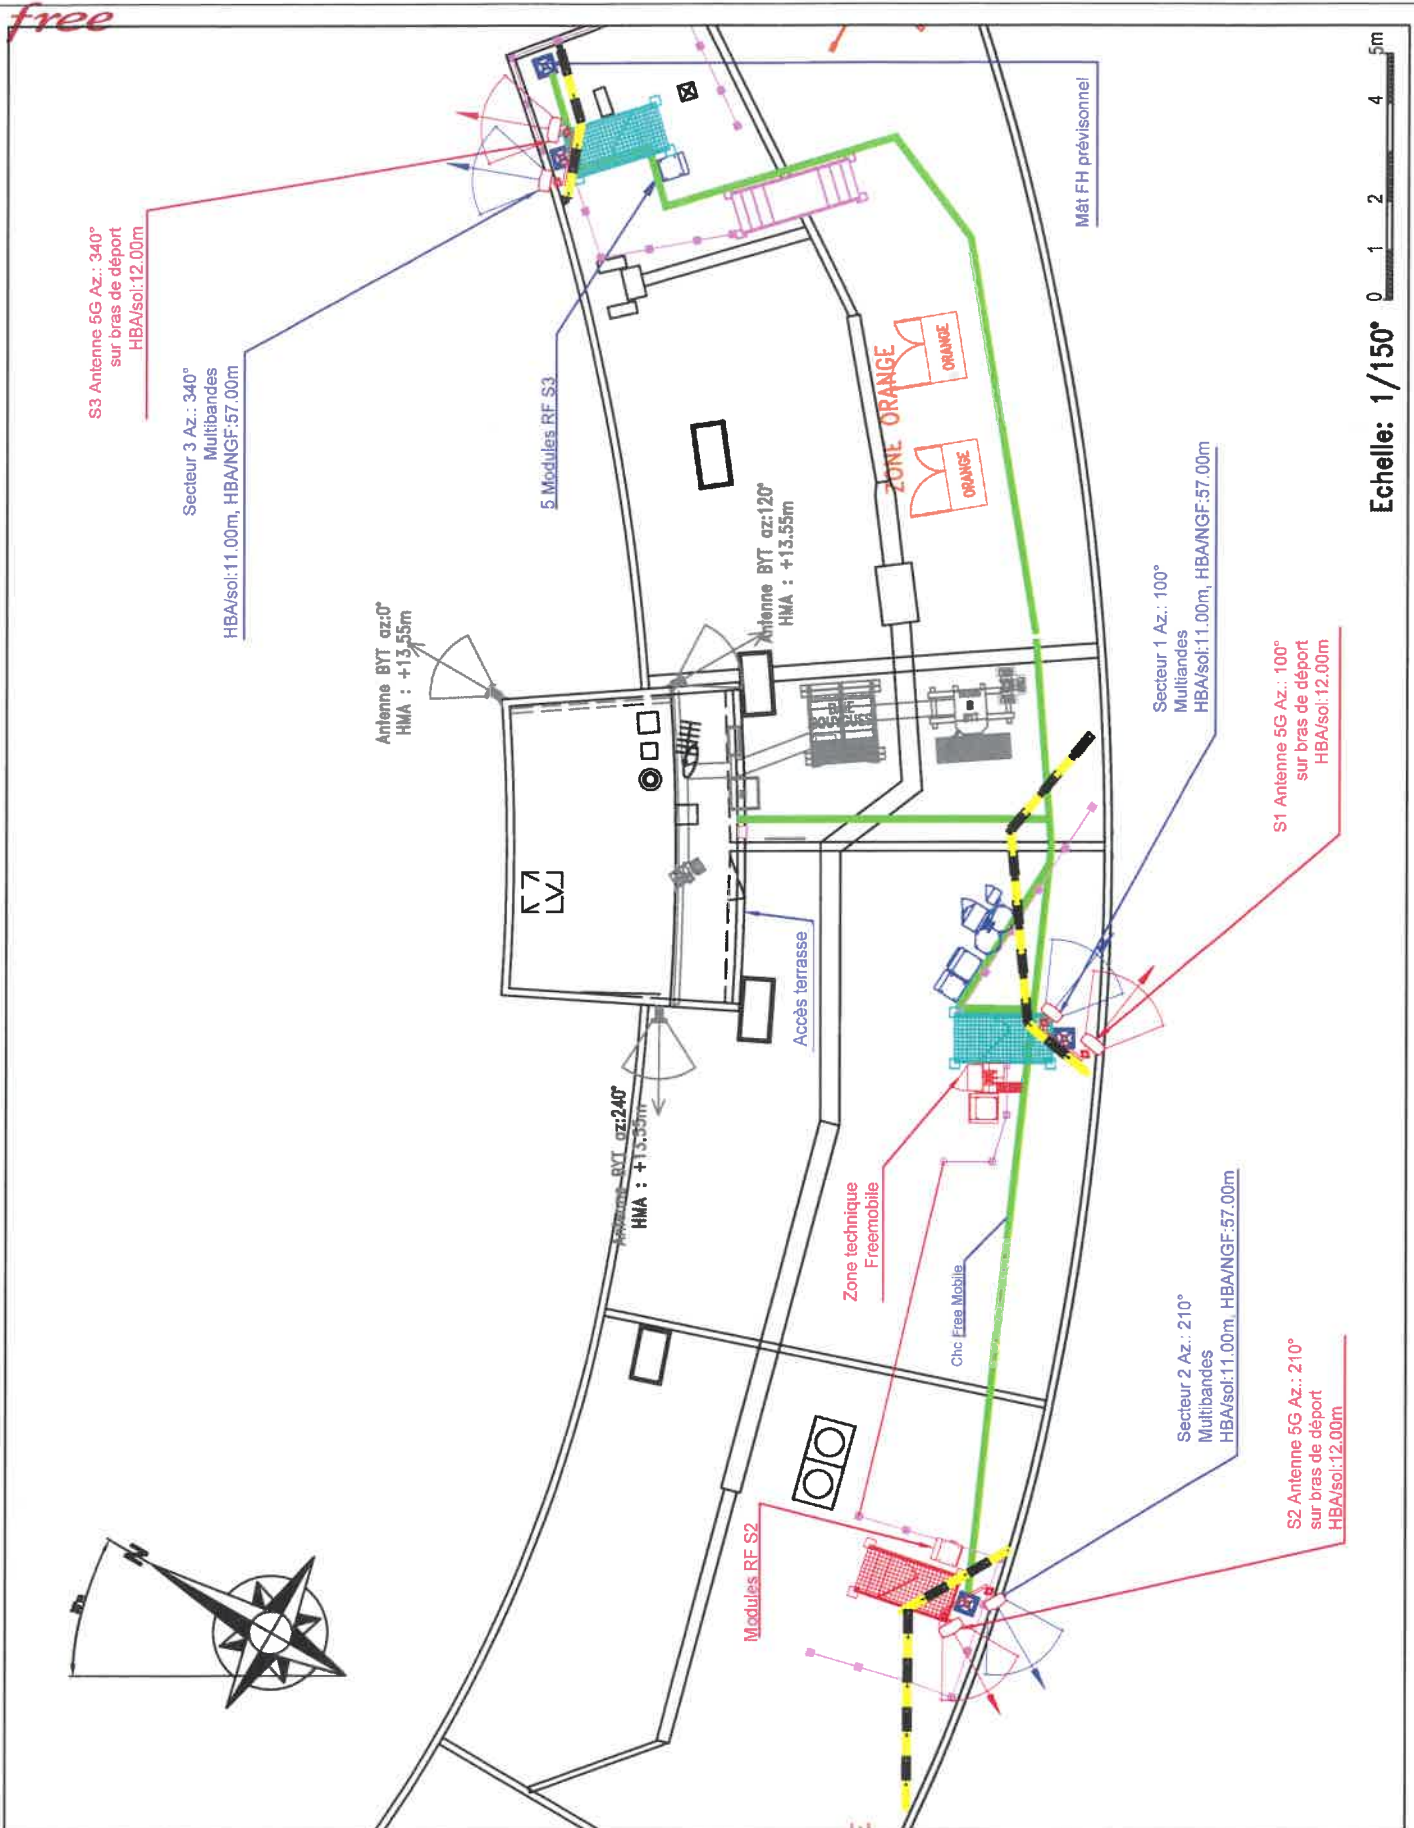 free
S3 Antenne 5G Az.: 340°
sur bras de déport
HBA/sol:12.00m
Secteur 3 Az.: 340°
Multibandes
HBA/sol:11.00m, HBA/NGF:57.00m
5 Modules RF S3
Mât FH prévisonnel
ZONE ORANGE
ORANGE
ORANGE
Antenne BYT az:0°
HMA : +13.55m
Antenne BYT az:120°
HMA : +13.55m
Antenne BYT az:240°
HMA : +13.55m
Accès terrasse
Secteur 1 Az.: 100°
Multiandes
HBA/sol:11.00m, HBA/NGF:57.00m
S1 Antenne 5G Az.: 100°
sur bras de déport
HBA/sol:12.00m
Zone technique
Freemobile
Chc Free Mobile
Modules RF S2
Secteur 2 Az.: 210°
Multibandes
HBA/sol:11.00m, HBA/NGF:57.00m
S2 Antenne 5G Az.: 210°
sur bras de déport
HBA/sol:12.00m
N
Echelle: 1/150°
0 1 2 4 5m